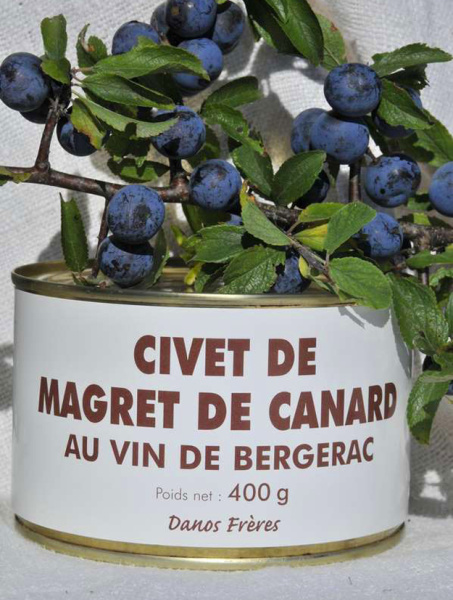 CIVET DE
MAGRET DE CANARD
AU VIN DE BERGERAC
Poids net : 400 g
Danos Frères